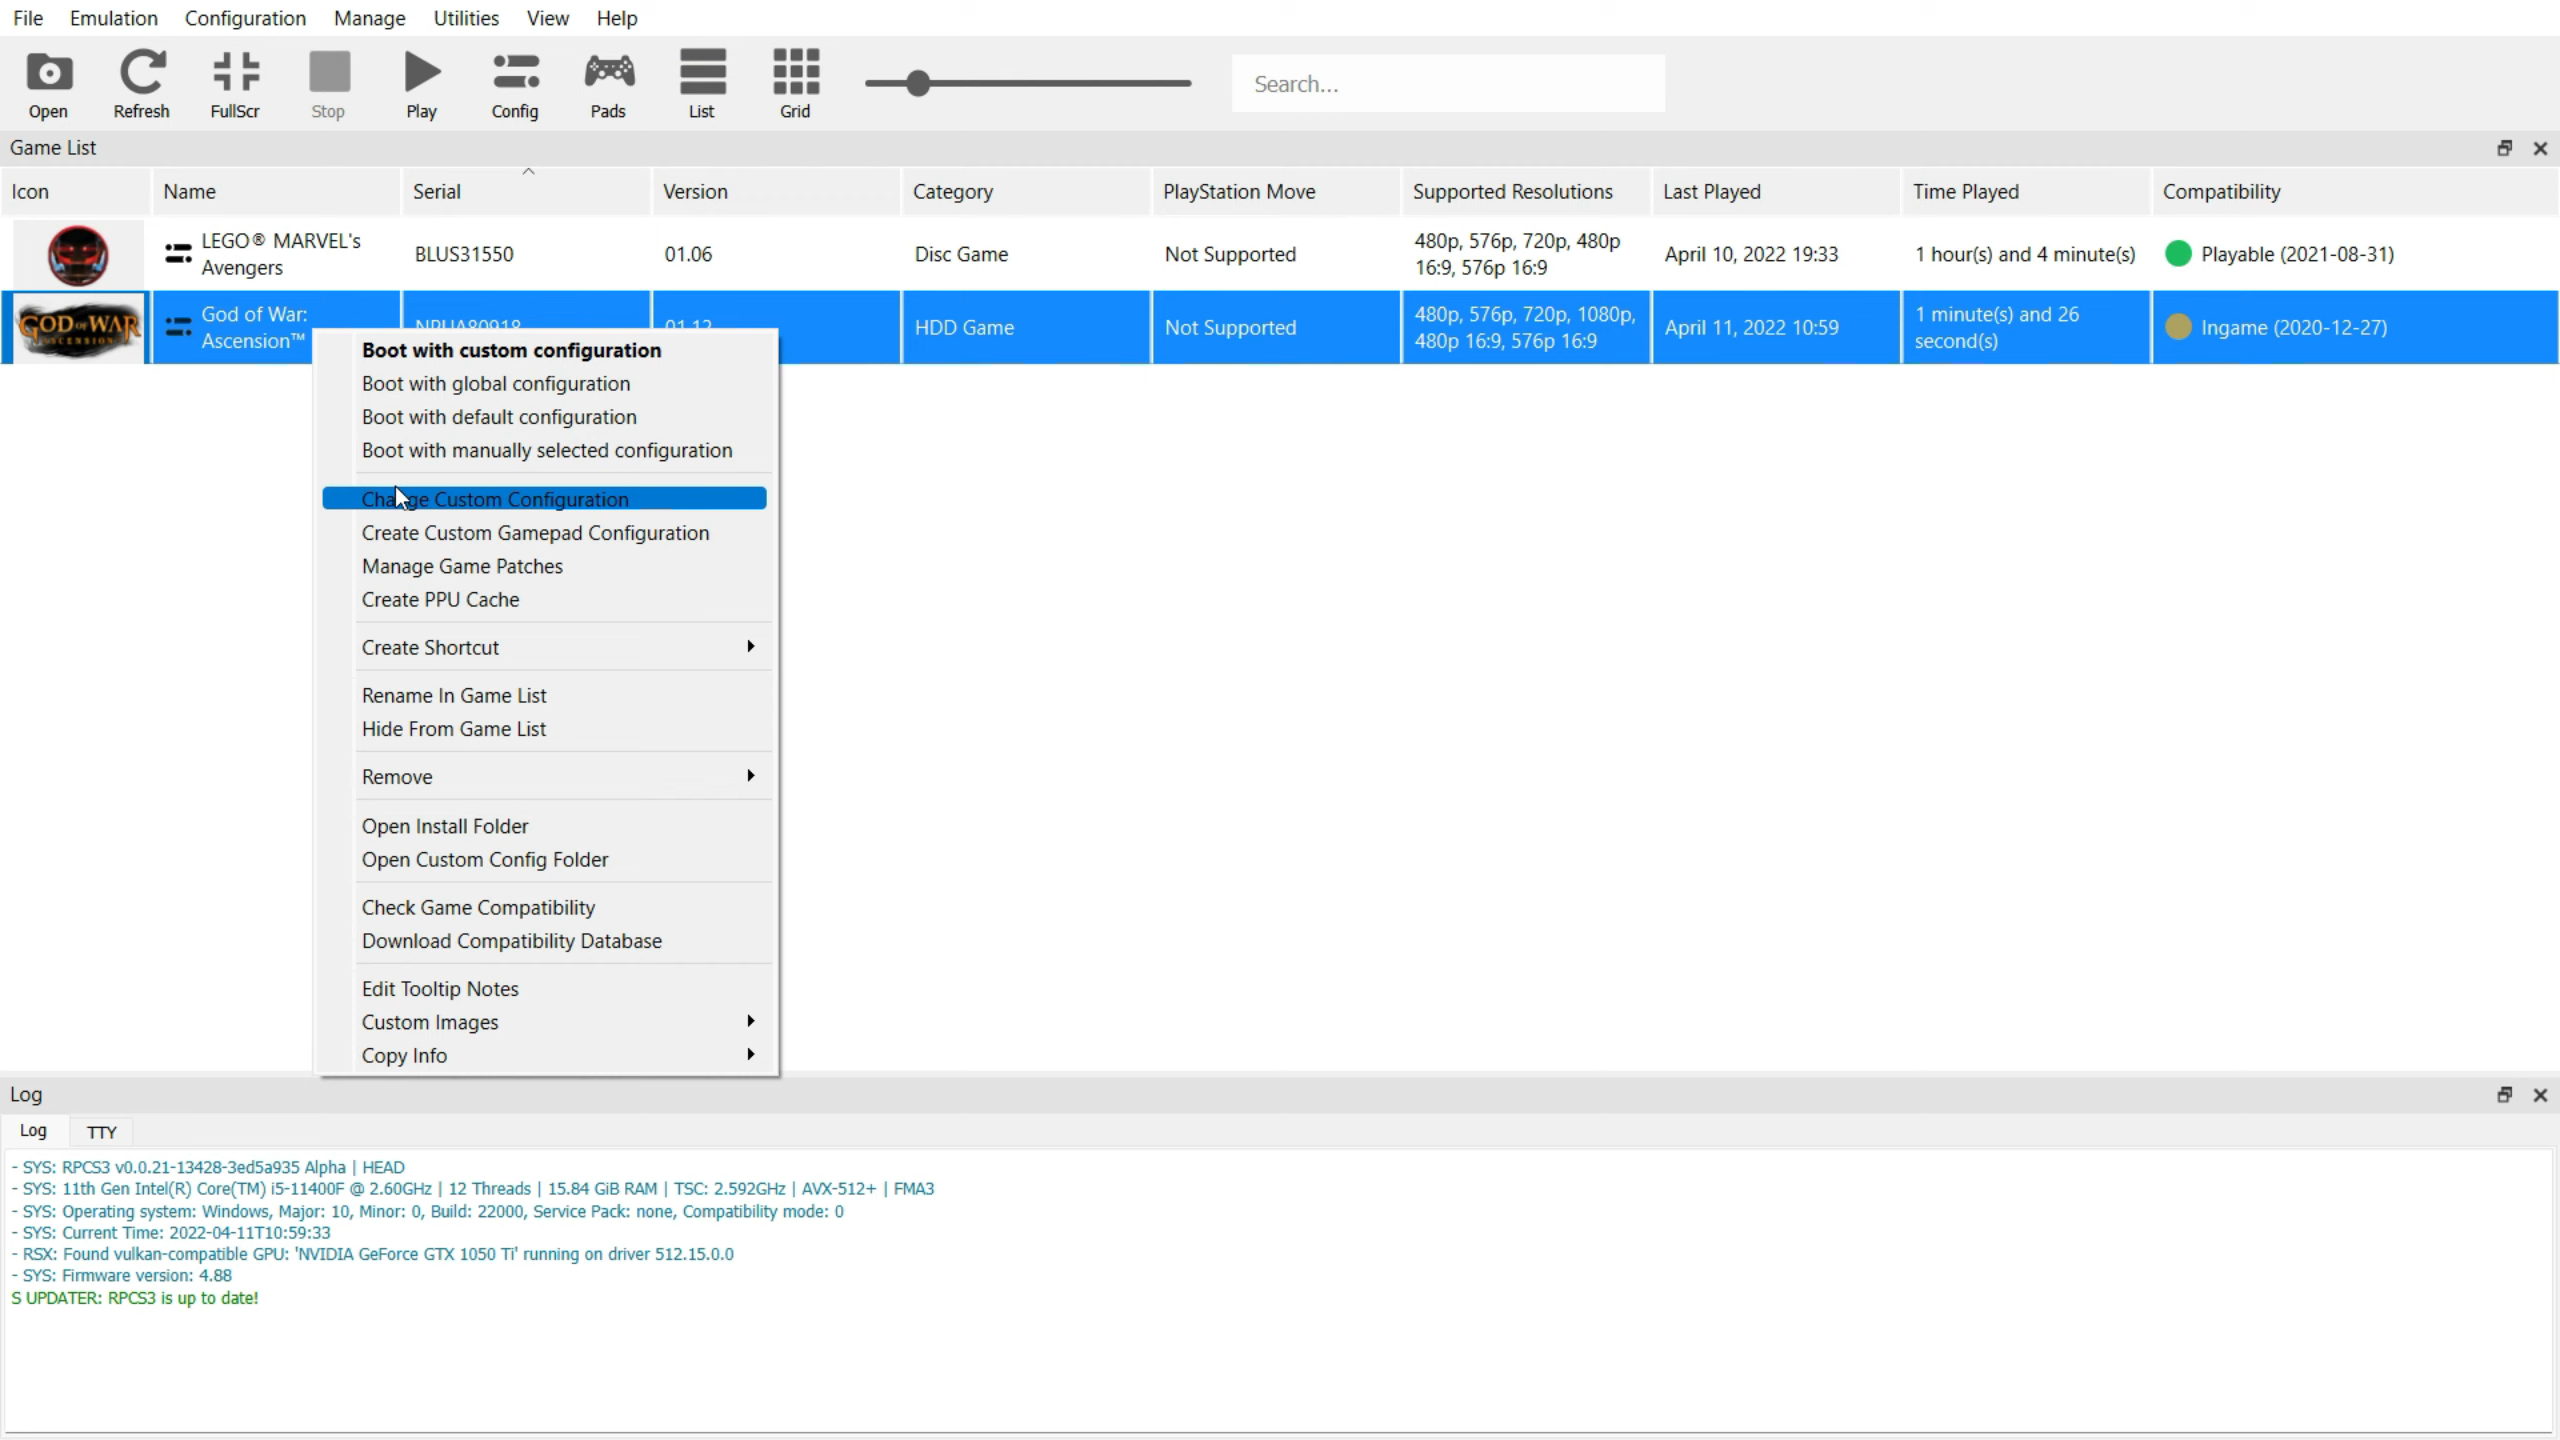 File Emulation Configuration Manage Utilities View Help
Open Refresh FullScr Stop Play Config Pads List Grid Search...
Game List
Icon Name Serial Version Category PlayStation Move Supported Resolutions Last Played Time Played Compatibility
LEGO® MARVEL's Avengers BLUS31550 01.06 Disc Game Not Supported 480p, 576p, 720p, 480p 16:9, 576p 16:9 April 10, 2022 19:33 1 hour(s) and 4 minute(s) Playable (2021-08-31)
GOD OF WAR ASCENSION God of War: Ascension™ HDD Game Not Supported 480p, 576p, 720p, 1080p, 480p 16:9, 576p 16:9 April 11, 2022 10:59 1 minute(s) and 26 second(s) Ingame (2020-12-27)
Boot with custom configuration
Boot with global configuration
Boot with default configuration
Boot with manually selected configuration
Change Custom Configuration
Create Custom Gamepad Configuration
Manage Game Patches
Create PPU Cache
Create Shortcut
Rename In Game List
Hide From Game List
Remove
Open Install Folder
Open Custom Config Folder
Check Game Compatibility
Download Compatibility Database
Edit Tooltip Notes
Custom Images
Copy Info
Log
Log TTY
- SYS: RPCS3 v0.0.21-13428-3ed5a935 Alpha | HEAD
- SYS: 11th Gen Intel(R) Core(TM) i5-11400F @ 2.60GHz | 12 Threads | 15.84 GiB RAM | TSC: 2.592GHz | AVX-512+ | FMA3
- SYS: Operating system: Windows, Major: 10, Minor: 0, Build: 22000, Service Pack: none, Compatibility mode: 0
- SYS: Current Time: 2022-04-11T10:59:33
- RSX: Found vulkan-compatible GPU: 'NVIDIA GeForce GTX 1050 Ti' running on driver 512.15.0.0
- SYS: Firmware version: 4.88
S UPDATER: RPCS3 is up to date!